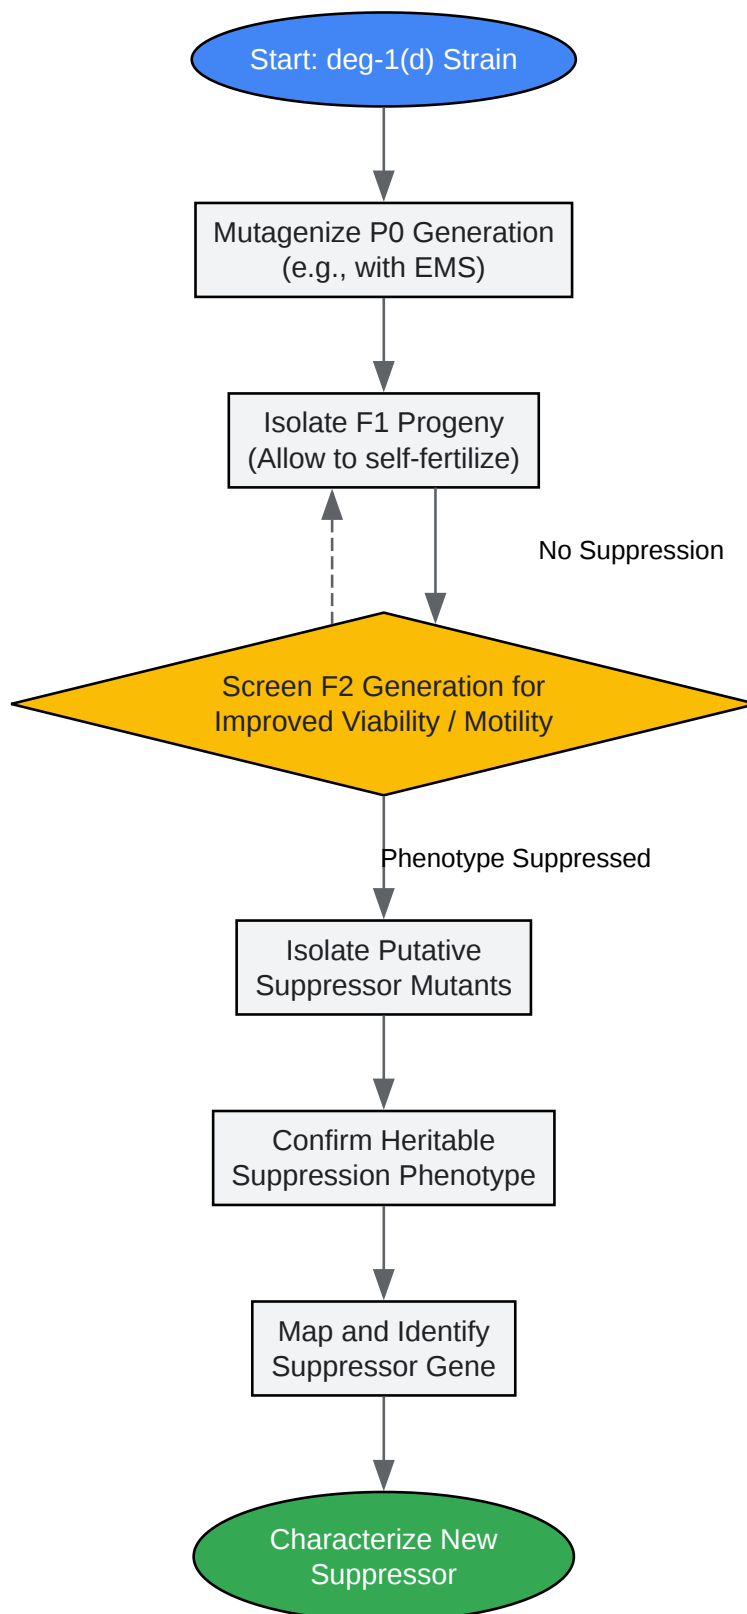 Start: deg-1(d) Strain
Mutagenize P0 Generation
(e.g., with EMS)
Isolate F1 Progeny
(Allow to self-fertilize)
No Suppression
Screen F2 Generation for
Improved Viability / Motility
Phenotype Suppressed
Isolate Putative
Suppressor Mutants
Confirm Heritable
Suppression Phenotype
Map and Identify
Suppressor Gene
Characterize New
Suppressor